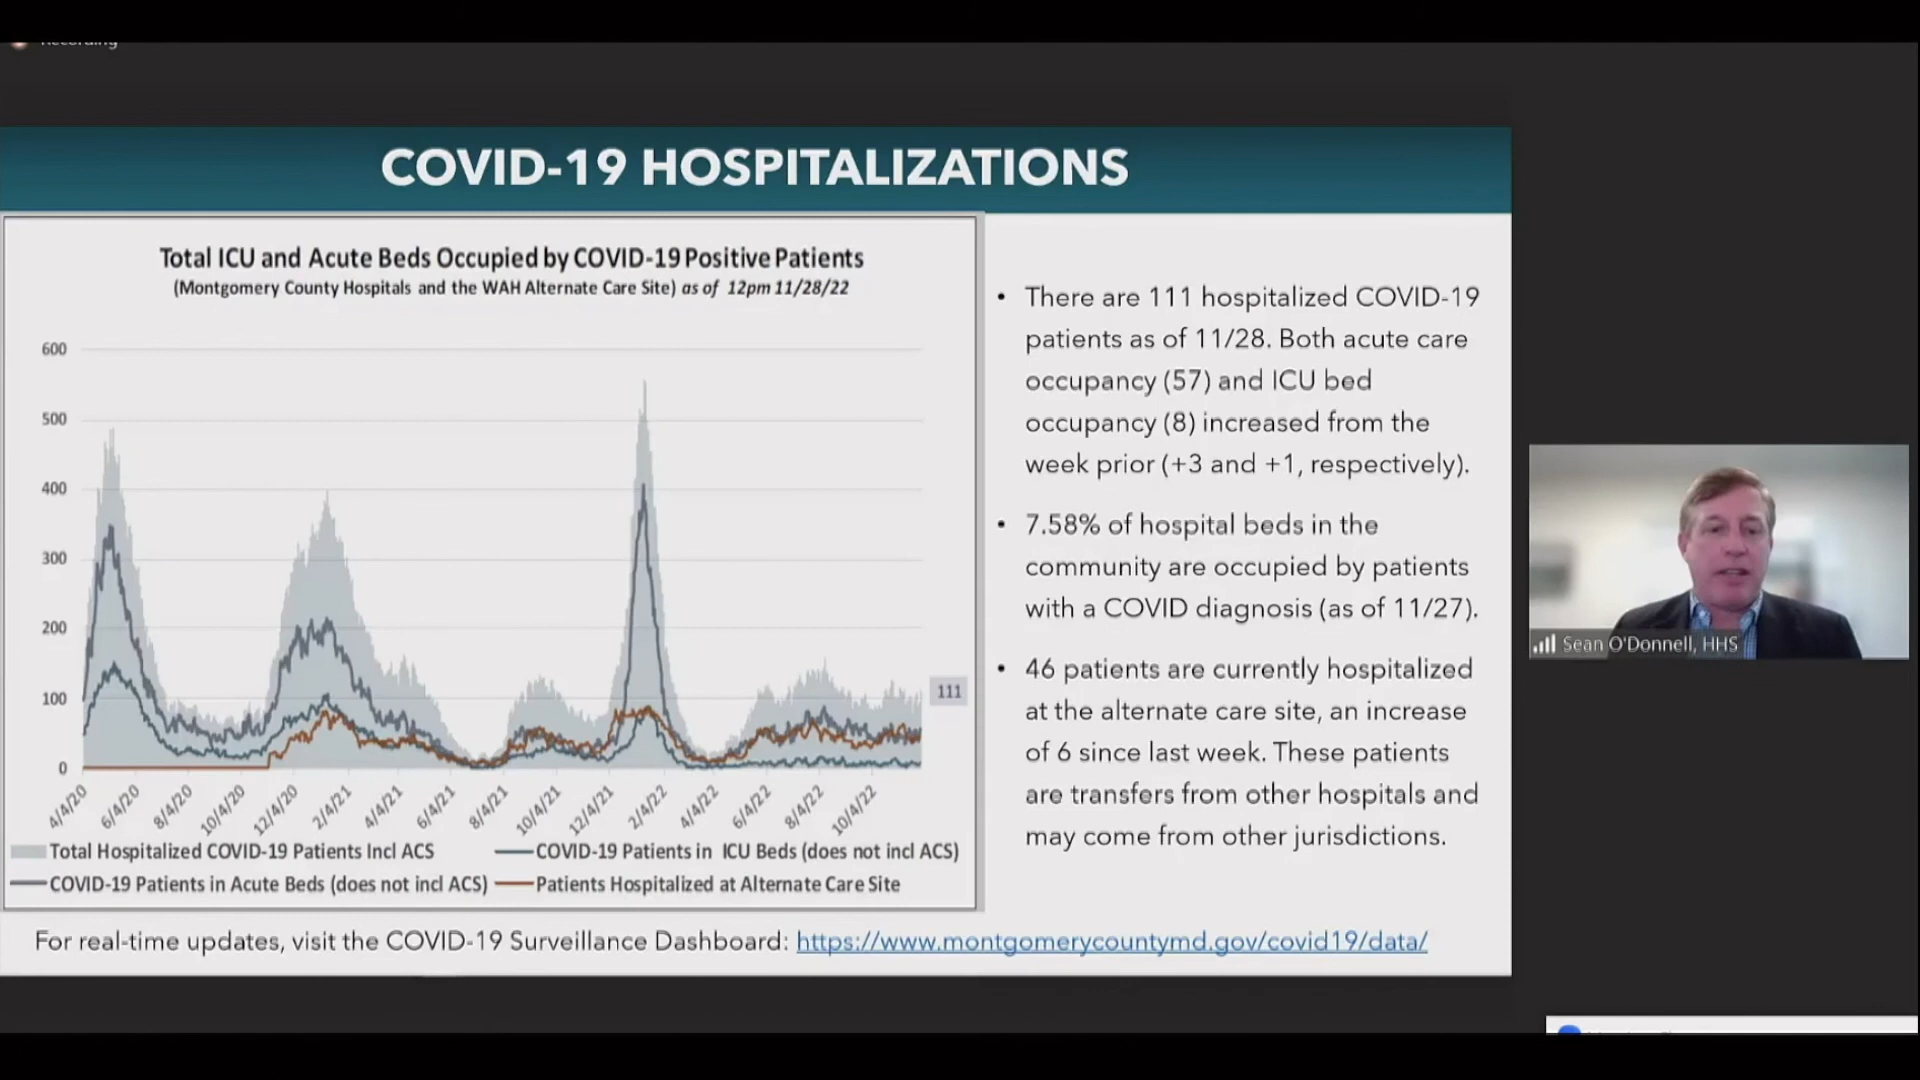 Recording
COVID-19 HOSPITALIZATIONS
Total ICU and Acute Beds Occupied by COVID-19 Positive Patients
(Montgomery County Hospitals and the WAH Alternate Care Site) as of 12pm 11/28/22
600
500
400
300
200
100
0
111
4/4/20
6/4/20
8/4/20
10/4/20
12/4/20
2/4/21
4/4/21
6/4/21
8/4/21
10/4/21
12/4/21
2/4/22
4/4/22
6/4/22
8/4/22
10/4/22
Total Hospitalized COVID-19 Patients Incl ACS
COVID-19 Patients in ICU Beds (does not incl ACS)
COVID-19 Patients in Acute Beds (does not incl ACS)
Patients Hospitalized at Alternate Care Site
• There are 111 hospitalized COVID-19
patients as of 11/28. Both acute care
occupancy (57) and ICU bed
occupancy (8) increased from the
week prior (+3 and +1, respectively).
• 7.58% of hospital beds in the
community are occupied by patients
with a COVID diagnosis (as of 11/27).
• 46 patients are currently hospitalized
at the alternate care site, an increase
of 6 since last week. These patients
are transfers from other hospitals and
may come from other jurisdictions.
For real-time updates, visit the COVID-19 Surveillance Dashboard: https://www.montgomerycountymd.gov/covid19/data/
Sean O'Donnell, HHS